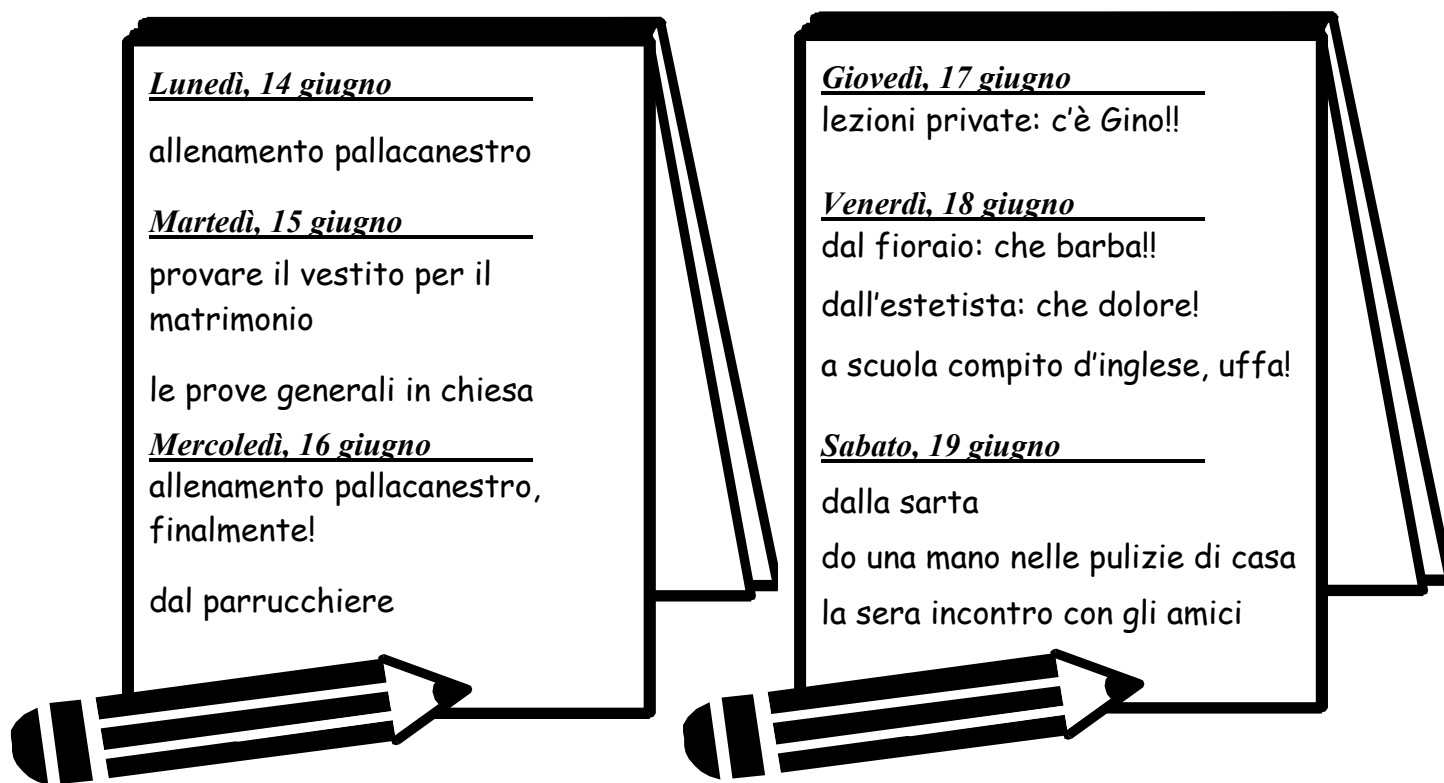 Lunedì, 14 giugno
allenamento pallacanestro
Martedì, 15 giugno
provare il vestito per il
matrimonio
le prove generali in chiesa
Mercoledì, 16 giugno
allenamento pallacanestro,
finalmente!
dal parrucchiere
Giovedì, 17 giugno
lezioni private: c'è Gino!!
Venerdì, 18 giugno
dal fioraio: che barba!!
dall'estetista: che dolore!
a scuola compito d'inglese, uffa!
Sabato, 19 giugno
dalla sarta
do una mano nelle pulizie di casa
la sera incontro con gli amici